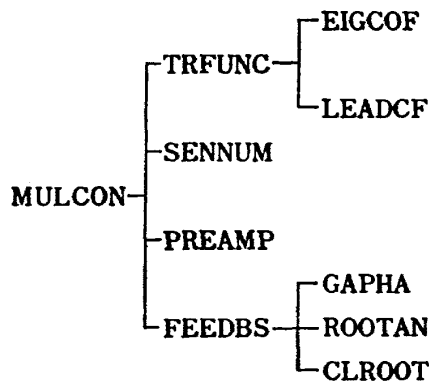 EIGCOF
TRFUNC
LEADCF
SENNUM
MULCON
PREAMP
GAPHA
FEEDBS
ROOTAN
CLROOT